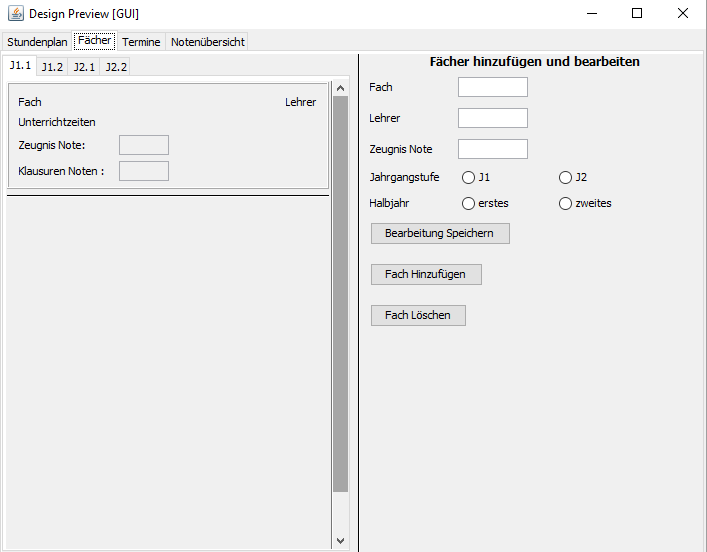 Design Preview [GUI]
Stundenplan Fächer Termine Notenübersicht
J1.1 J1.2 J2.1 J2.2
Fach Lehrer
Unterrichtzeiten
Zeugnis Note:
Klausuren Noten :
Fächer hinzufügen und bearbeiten
Fach
Lehrer
Zeugnis Note
Jahrgangstufe J1 J2
Halbjahr erstes zweites
Bearbeitung Speichern
Fach Hinzufügen
Fach Löschen